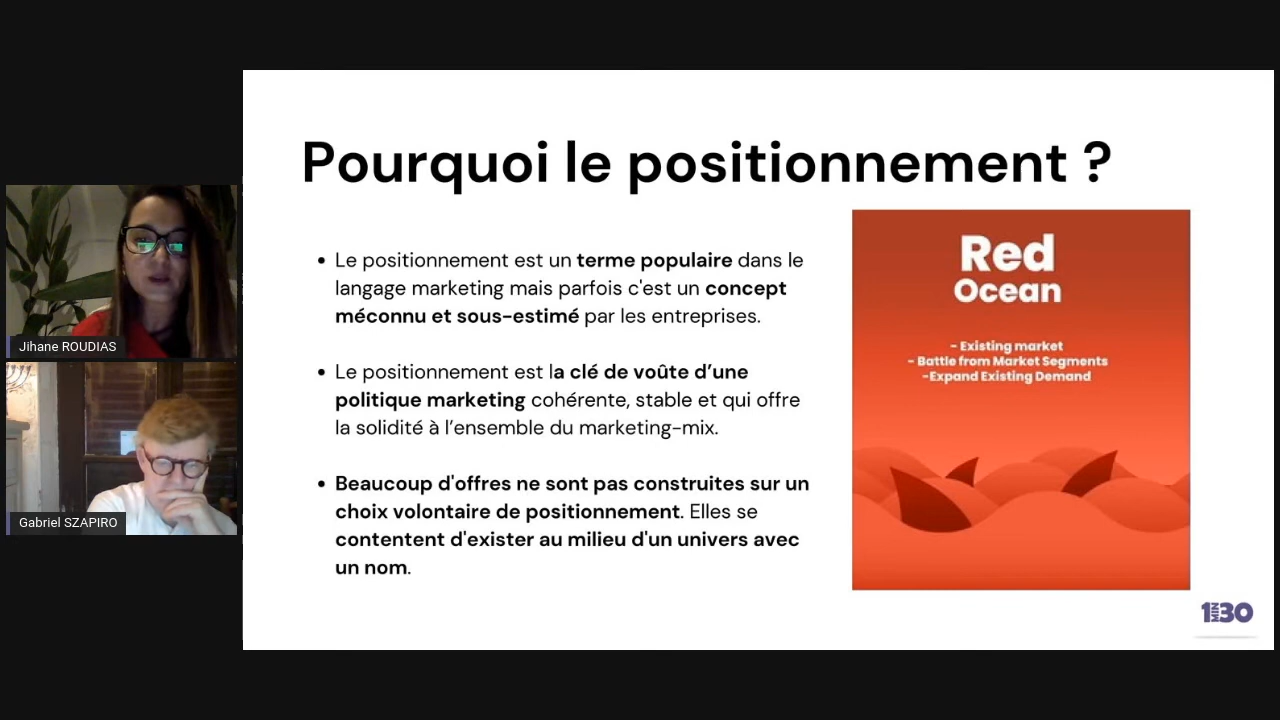 Pourquoi le positionnement ?
Le positionnement est un terme populaire dans le
langage marketing mais parfois c'est un concept
méconnu et sous-estimé par les entreprises.
Le positionnement est la clé de voûte d’une
politique marketing cohérente, stable et qui offre
la solidité à l’ensemble du marketing-mix.
Beaucoup d'offres ne sont pas construites sur un
choix volontaire de positionnement. Elles se
contentent d'exister au milieu d'un univers avec
un nom.
Red
Ocean
- Existing market
- Battle from Market Segments
-Expand Existing Demand
1MIN30
Jihane ROUDIAS
Gabriel SZAPIRO